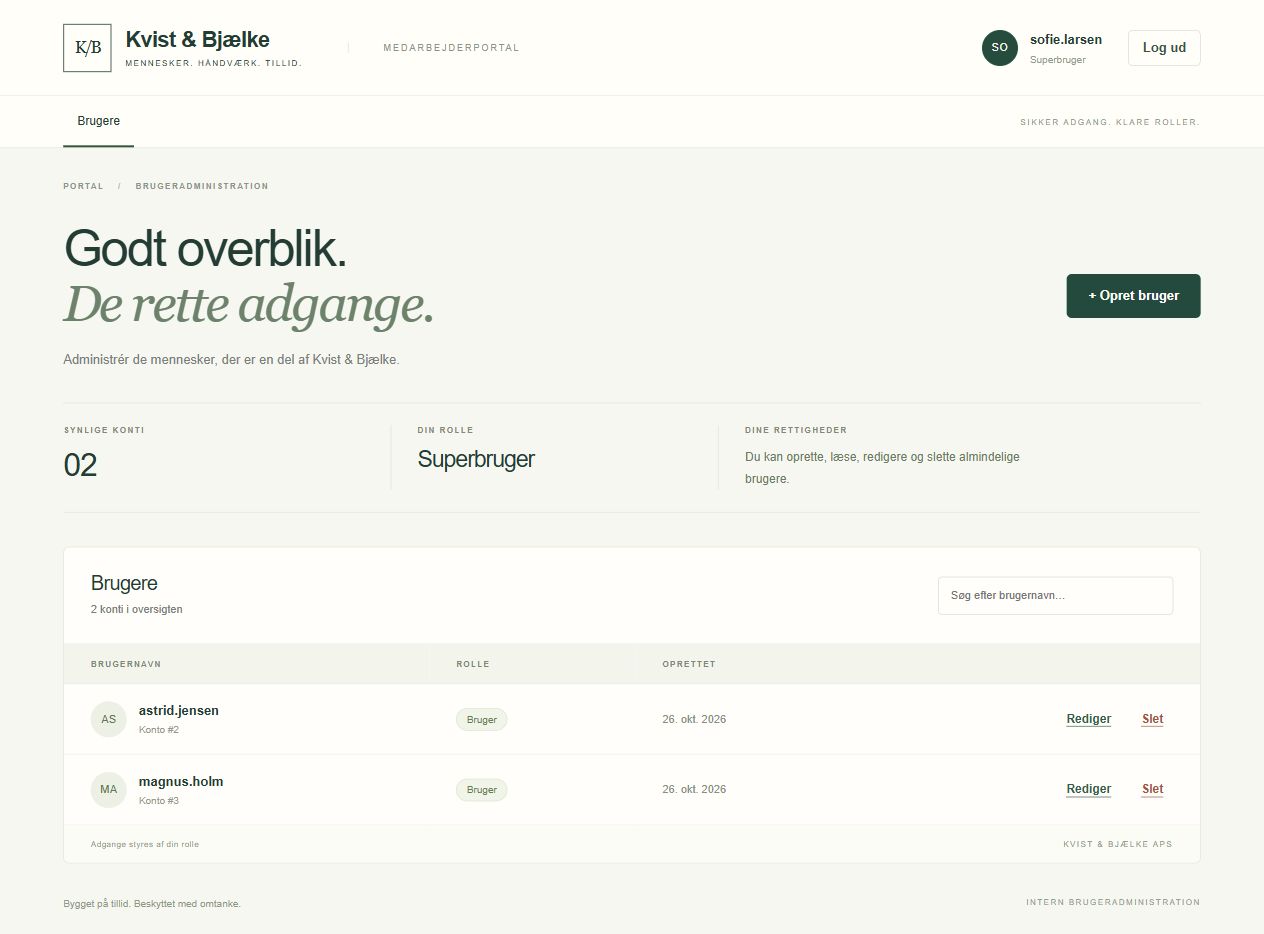 K/B
Kvist & Bjælke
MENNESKER. HÅNDVÆRK. TILLID.
MEDARBEJDERPORTAL
SO
sofie.larsen
Superbruger
Log ud
Brugere
SIKKER ADGANG. KLARE ROLLER.
PORTAL / BRUGERADMINISTRATION
Godt overblik.
De rette adgange.
+ Opret bruger
Administrér de mennesker, der er en del af Kvist & Bjælke.
SYNLIGE KONTI
02
DIN ROLLE
Superbruger
DINE RETTIGHEDER
Du kan oprette, læse, redigere og slette almindelige
brugere.
Brugere
2 konti i oversigten
Søg efter brugernavn...
BRUGERNAVN ROLLE OPRETTET
AS
astrid.jensen
Konto #2
Bruger
26. okt. 2026
Rediger
Slet
MA
magnus.holm
Konto #3
Bruger
26. okt. 2026
Rediger
Slet
Adgange styres af din rolle
KVIST & BJÆLKE APS
Bygget på tillid. Beskyttet med omtanke.
INTERN BRUGERADMINISTRATION